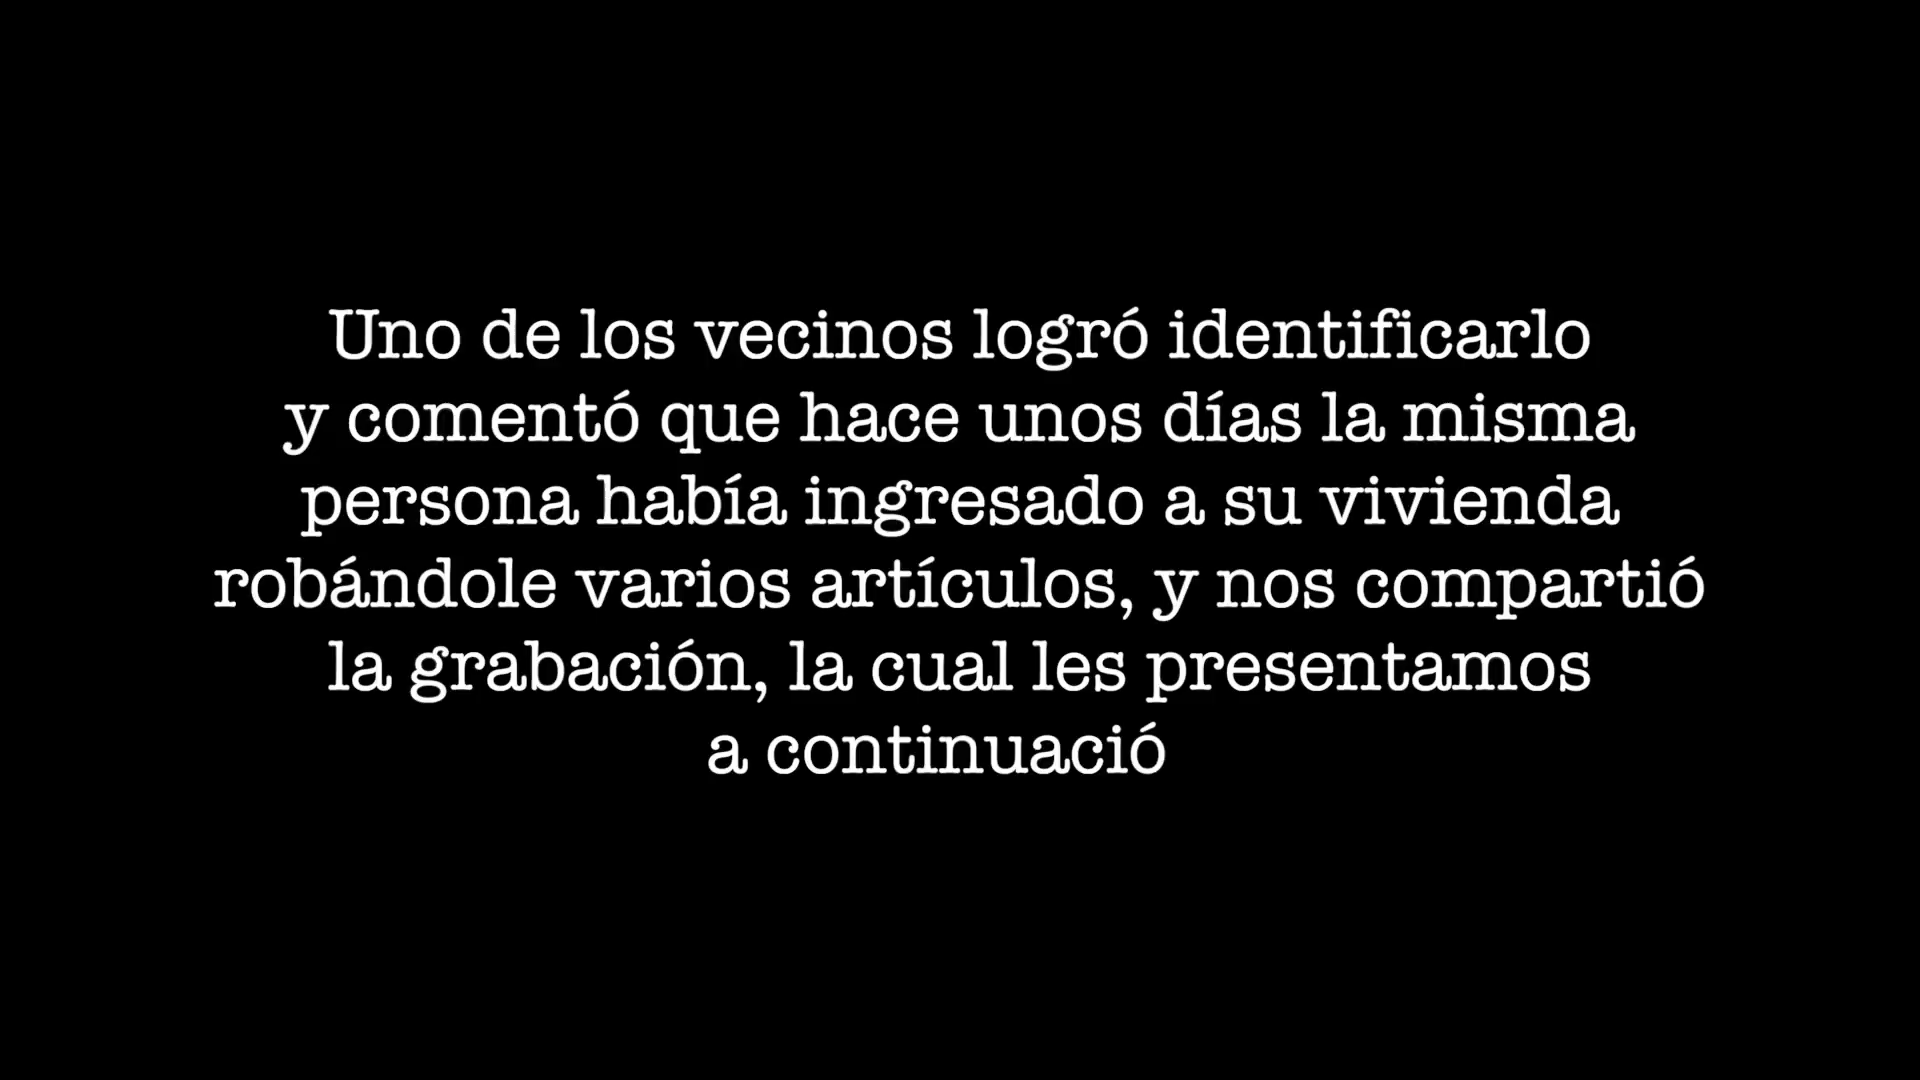 Uno de los vecinos logró identificarlo
y comentó que hace unos días la misma
persona había ingresado a su vivienda
robándole varios artículos, y nos compartió
la grabación, la cual les presentamos
a continuació